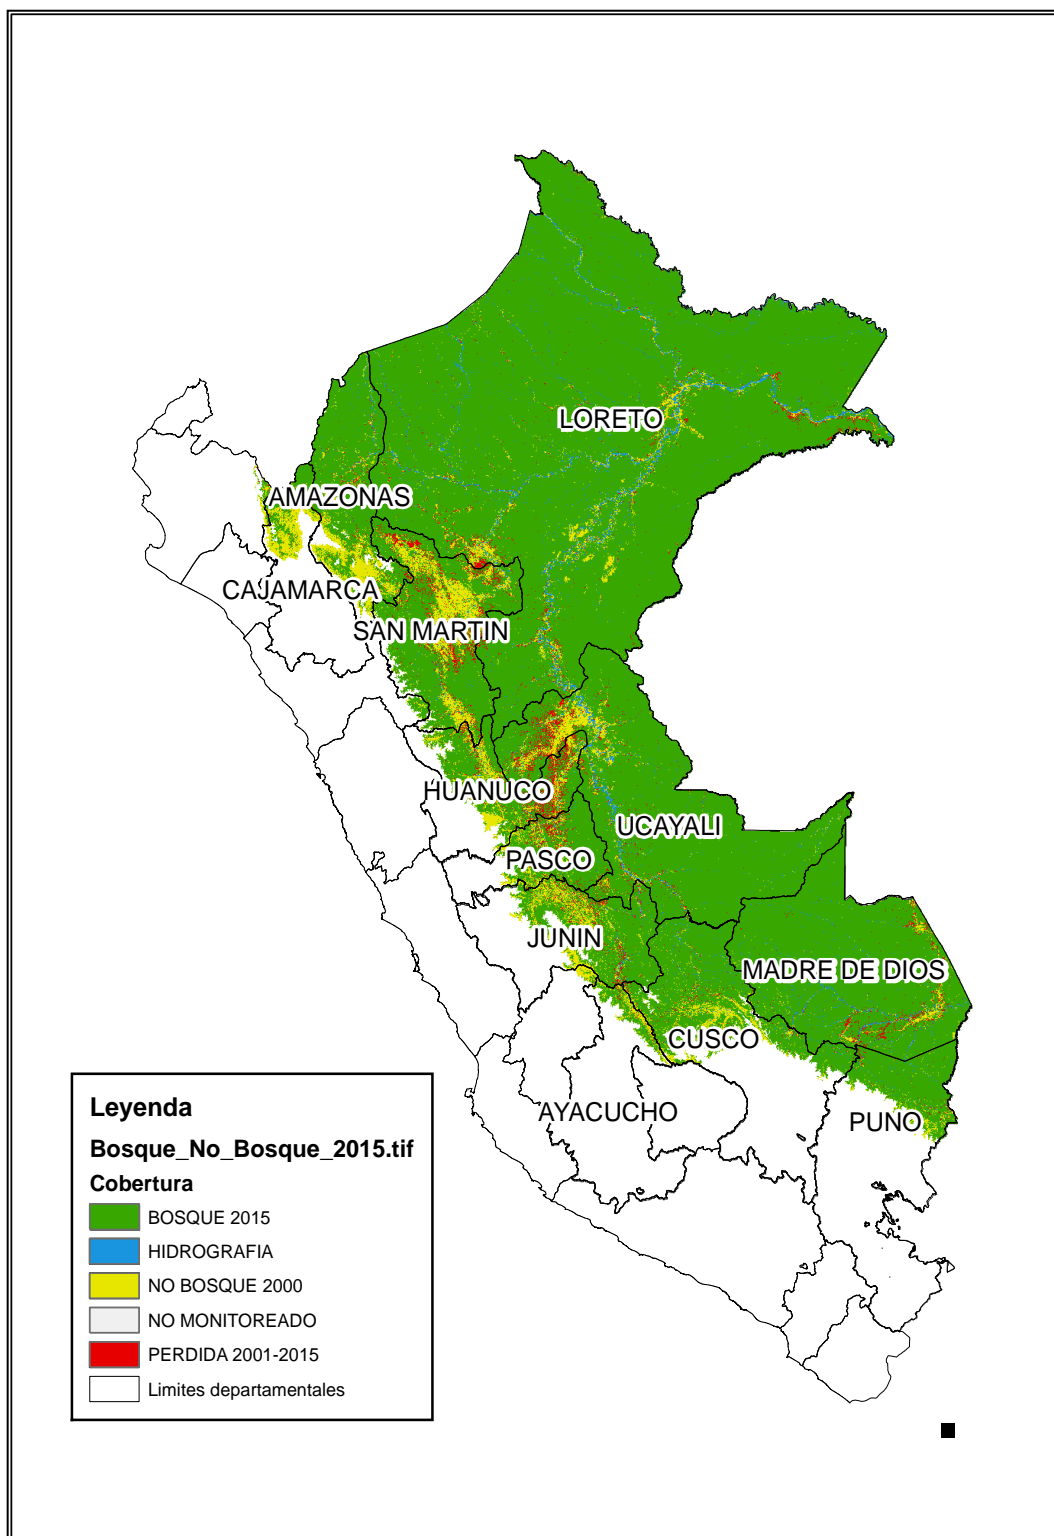 LORETO
AMAZONAS
CAJAMARCA
SAN MARTIN
HUANUCO
UCAYALI
PASCO
JUNIN
MADRE DE DIOS
CUSCO
AYACUCHO
PUNO
Leyenda
Bosque_No_Bosque_2015.tif
Cobertura
BOSQUE 2015
HIDROGRAFIA
NO BOSQUE 2000
NO MONITOREADO
PERDIDA 2001-2015
Limites departamentales